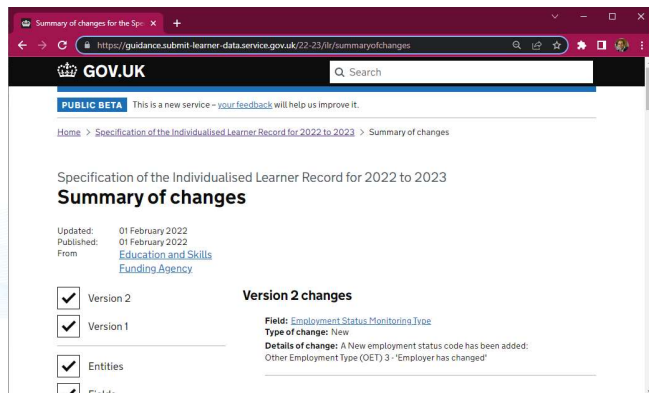 Summary of changes for the Spe
https://guidance.submit-learner-data.service.gov.uk/22-23/ilr/summaryofchanges
GOV.UK
Search
PUBLIC BETA This is a new service – your feedback will help us improve it.
Home > Specification of the Individualised Learner Record for 2022 to 2023 > Summary of changes
Specification of the Individualised Learner Record for 2022 to 2023
Summary of changes
Updated: 01 February 2022
Published: 01 February 2022
From Education and Skills
Funding Agency
Version 2
Version 1
Entities
Fields
Version 2 changes
Field: Employment Status Monitoring Type
Type of change: New
Details of change: A New employment status code has been added:
Other Employment Type (OET) 3 - 'Employer has changed'